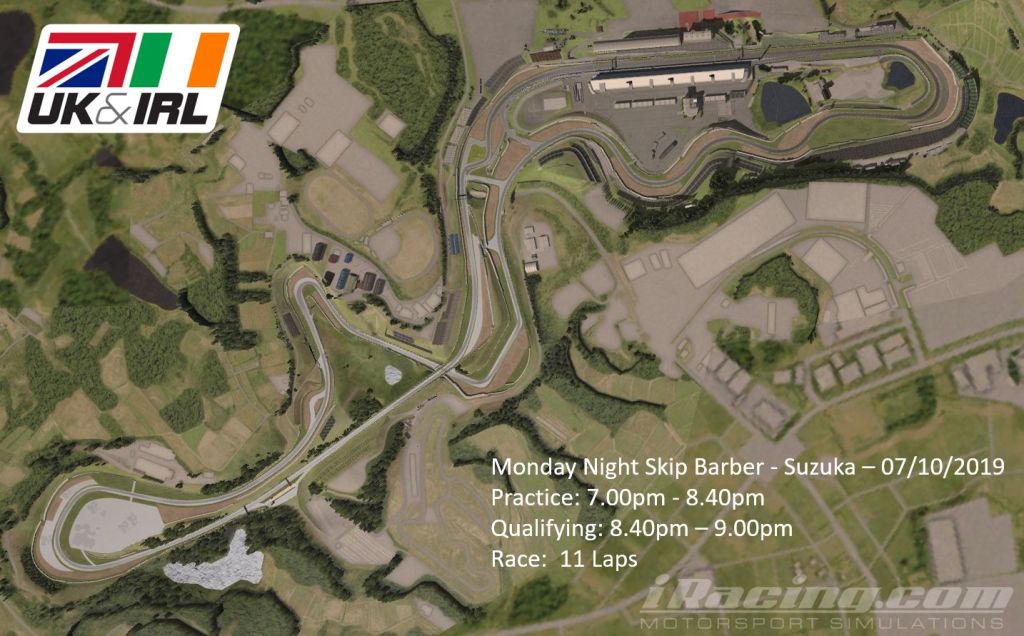 UK&IRL
Monday Night Skip Barber - Suzuka – 07/10/2019
Practice: 7.00pm - 8.40pm
Qualifying: 8.40pm – 9.00pm
Race: 11 Laps
iRacing.com
MOTORSPORT SIMULATIONS